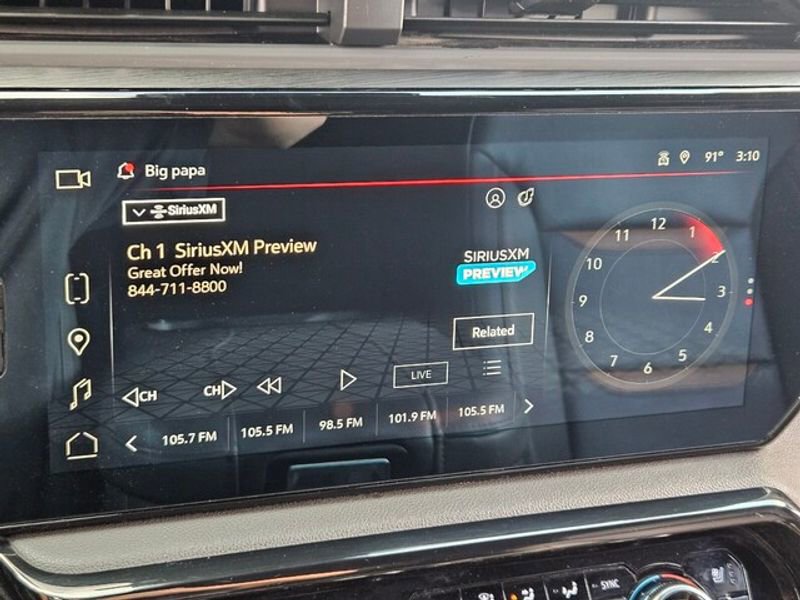 Big papa
91° 3:10
SiriusXM
Ch 1 SiriusXM Preview
Great Offer Now!
844-711-8800
SIRIUSXM
PREVIEW
Related
CH
CH
LIVE
105.7 FM 105.5 FM 98.5 FM 101.9 FM 105.5 FM
12
1
2
3
4
5
6
7
8
9
10
11
SYNC